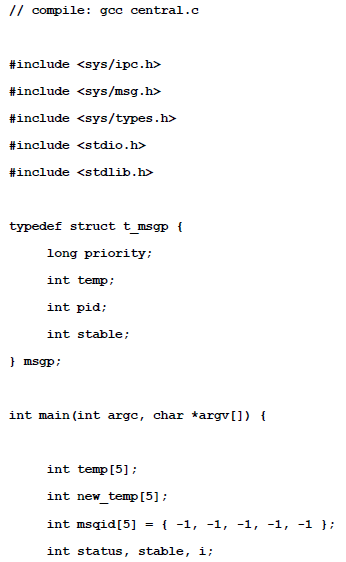 // compile: gcc central.c
#include <sys/ipc.h>
#include <sys/msg.h>
#include <sys/types.h>
#include <stdio.h>
#include <stdlib.h>
typedef struct t_msgp {
long priority;
int temp;
int pid;
int stable;
} msgp;
int main(int argc, char *argv[]) {
int temp[5];
int new_temp[5];
int msqid[5] = { -1, -1, -1, -1, -1 };
int status, stable, i;